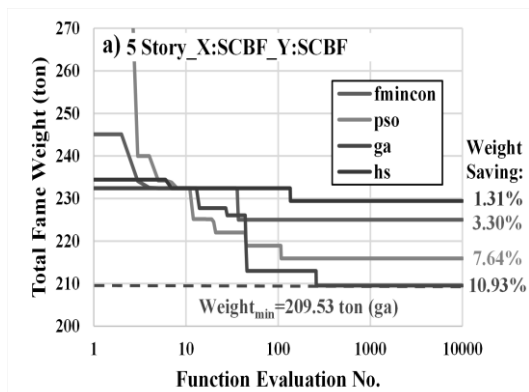 a) 5 Story_X:SCBF_Y:SCBF
Total Fame Weight (ton)
270
260
250
240
230
220
210
200
fmincon
pso
ga
hs
Weight
Saving:
1.31%
3.30%
7.64%
10.93%
Weightmin=209.53 ton (ga)
1
10
100
1000
10000
Function Evaluation No.